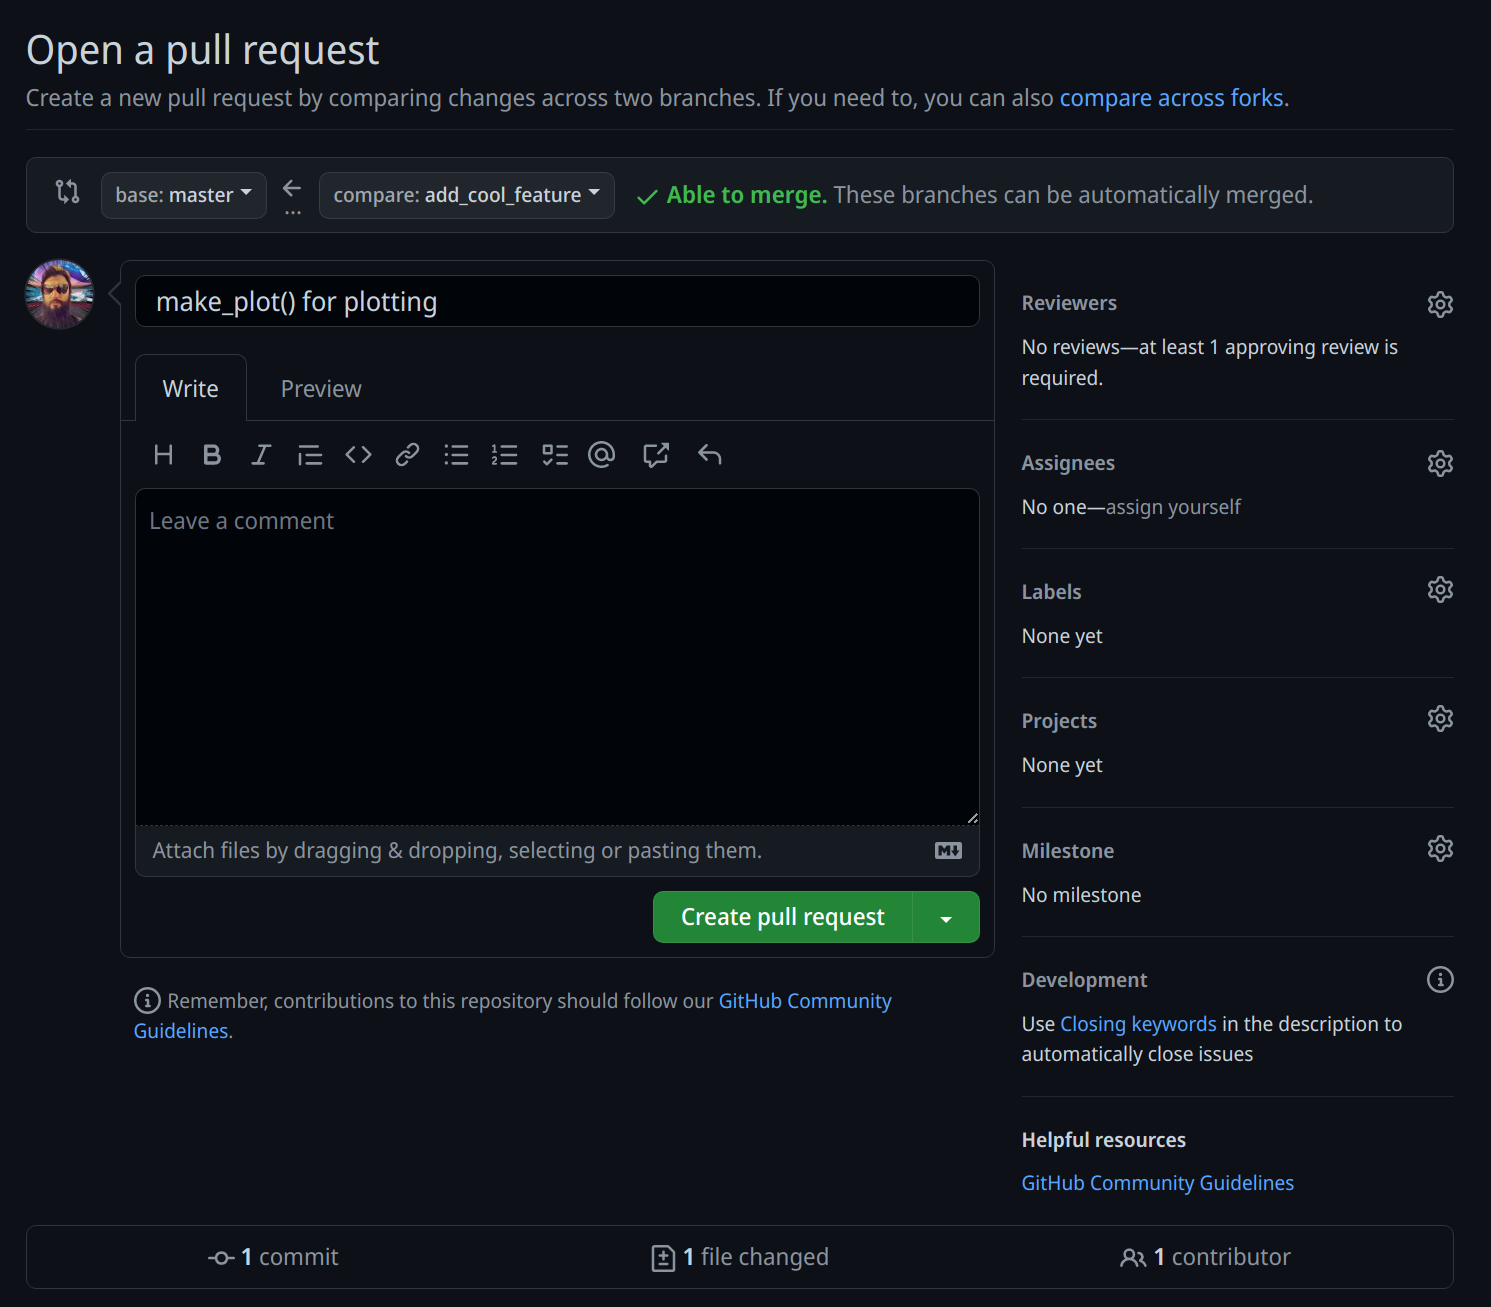 Open a pull request
Create a new pull request by comparing changes across two branches. If you need to, you can also compare across forks.
base: master
compare: add_cool_feature
Able to merge. These branches can be automatically merged.
make_plot() for plotting
Write
Preview
Leave a comment
Attach files by dragging & dropping, selecting or pasting them.
Create pull request
Remember, contributions to this repository should follow our GitHub Community
Guidelines.
Reviewers
No reviews—at least 1 approving review is
required.
Assignees
No one—assign yourself
Labels
None yet
Projects
None yet
Milestone
No milestone
Development
Use Closing keywords in the description to
automatically close issues
Helpful resources
GitHub Community Guidelines
1 commit
1 file changed
1 contributor